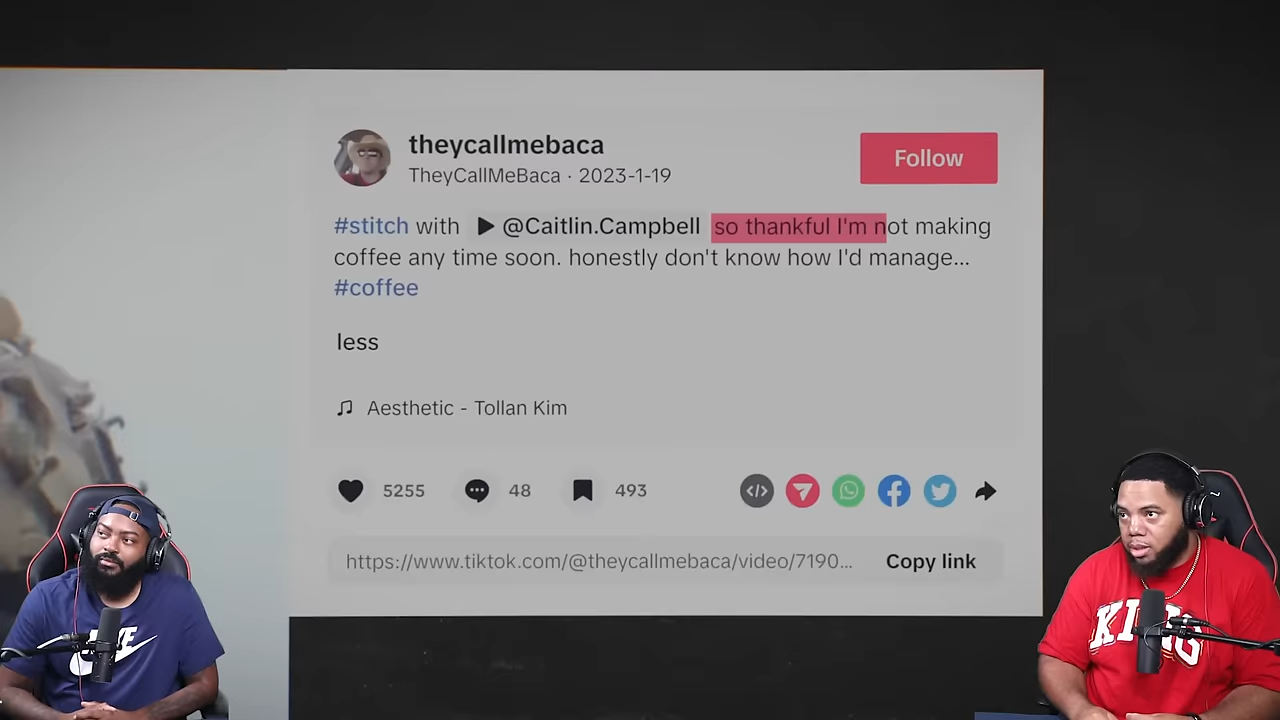 theycallmebaca
TheyCallMeBaca · 2023-1-19
Follow
#stitch with @Caitlin.Campbell so thankful I'm not making
coffee any time soon. honestly don't know how I'd manage...
#coffee
less
Aesthetic - Tollan Kim
5255 48 493
https://www.tiktok.com/@theycallmebaca/video/7190... Copy link